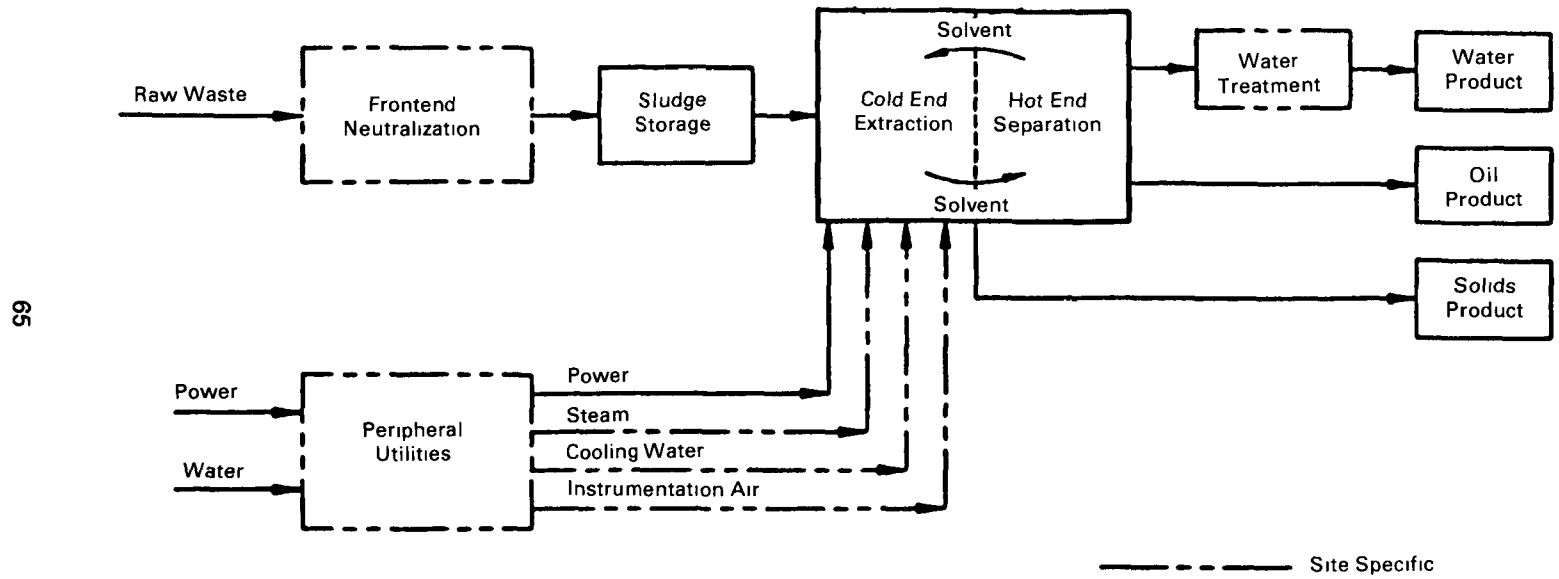 Raw Waste
Frontend
Neutralization
Sludge
Storage
Solvent
Cold End
Extraction
Hot End
Separation
Solvent
Water
Treatment
Water
Product
Oil
Product
Solids
Product
65
Power
Water
Peripheral
Utilities
Power
Steam
Cooling Water
Instrumentation Air
Site Specific